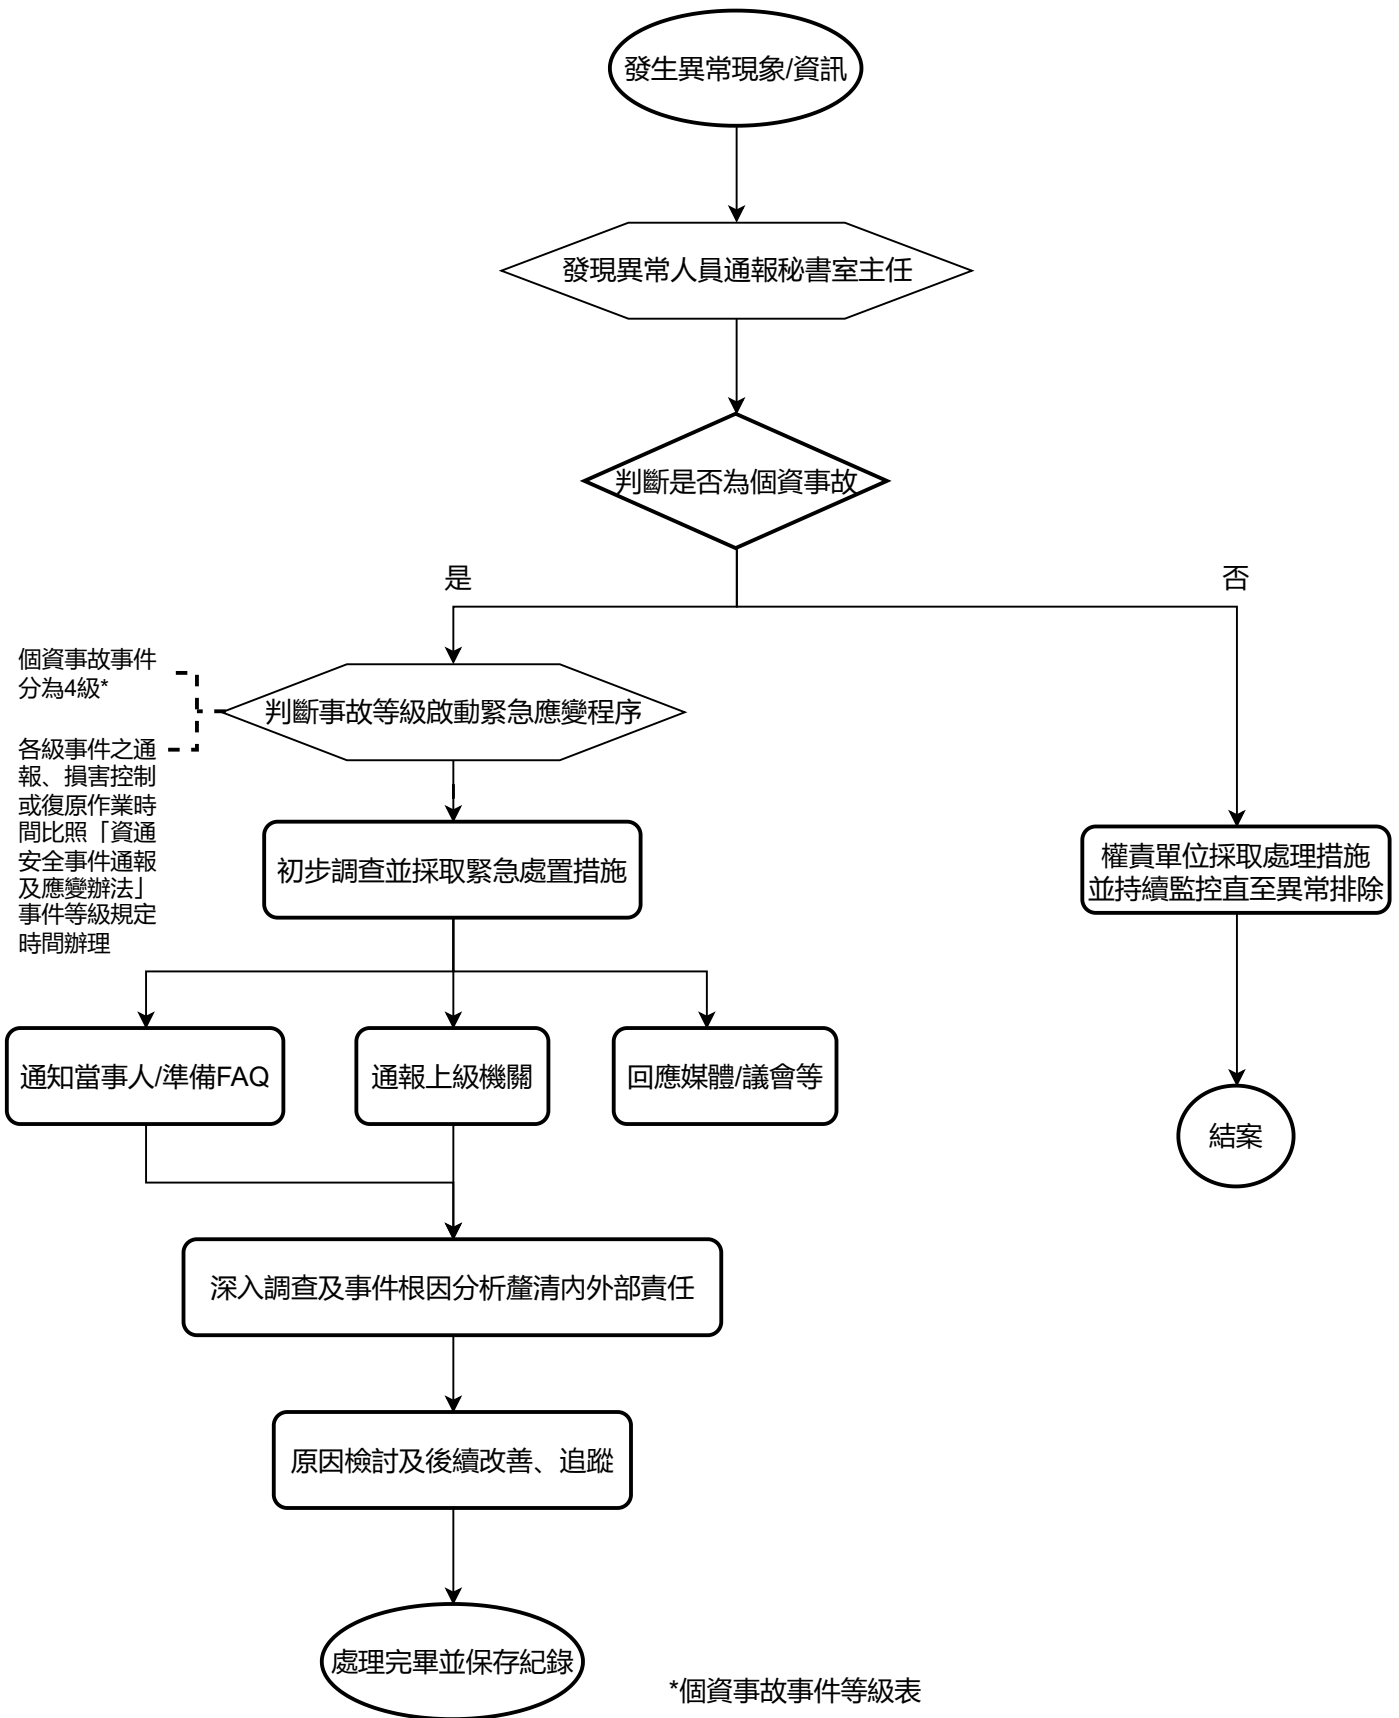 發生異常現象/資訊
發現異常人員通報秘書室主任
判斷是否為個資事故
是
否
個資事故事件
分為4級*
各級事件之通
報、損害控制
或復原作業時
間比照「資通
安全事件通報
及應變辦法」
事件等級規定
時間辦理
判斷事故等級啟動緊急應變程序
初步調查並採取緊急處置措施
權責單位採取處理措施
並持續監控直至異常排除
通知當事人/準備FAQ
通報上級機關
回應媒體/議會等
結案
深入調查及事件根因分析釐清內外部責任
原因檢討及後續改善、追蹤
處理完畢並保存紀錄
*個資事故事件等級表